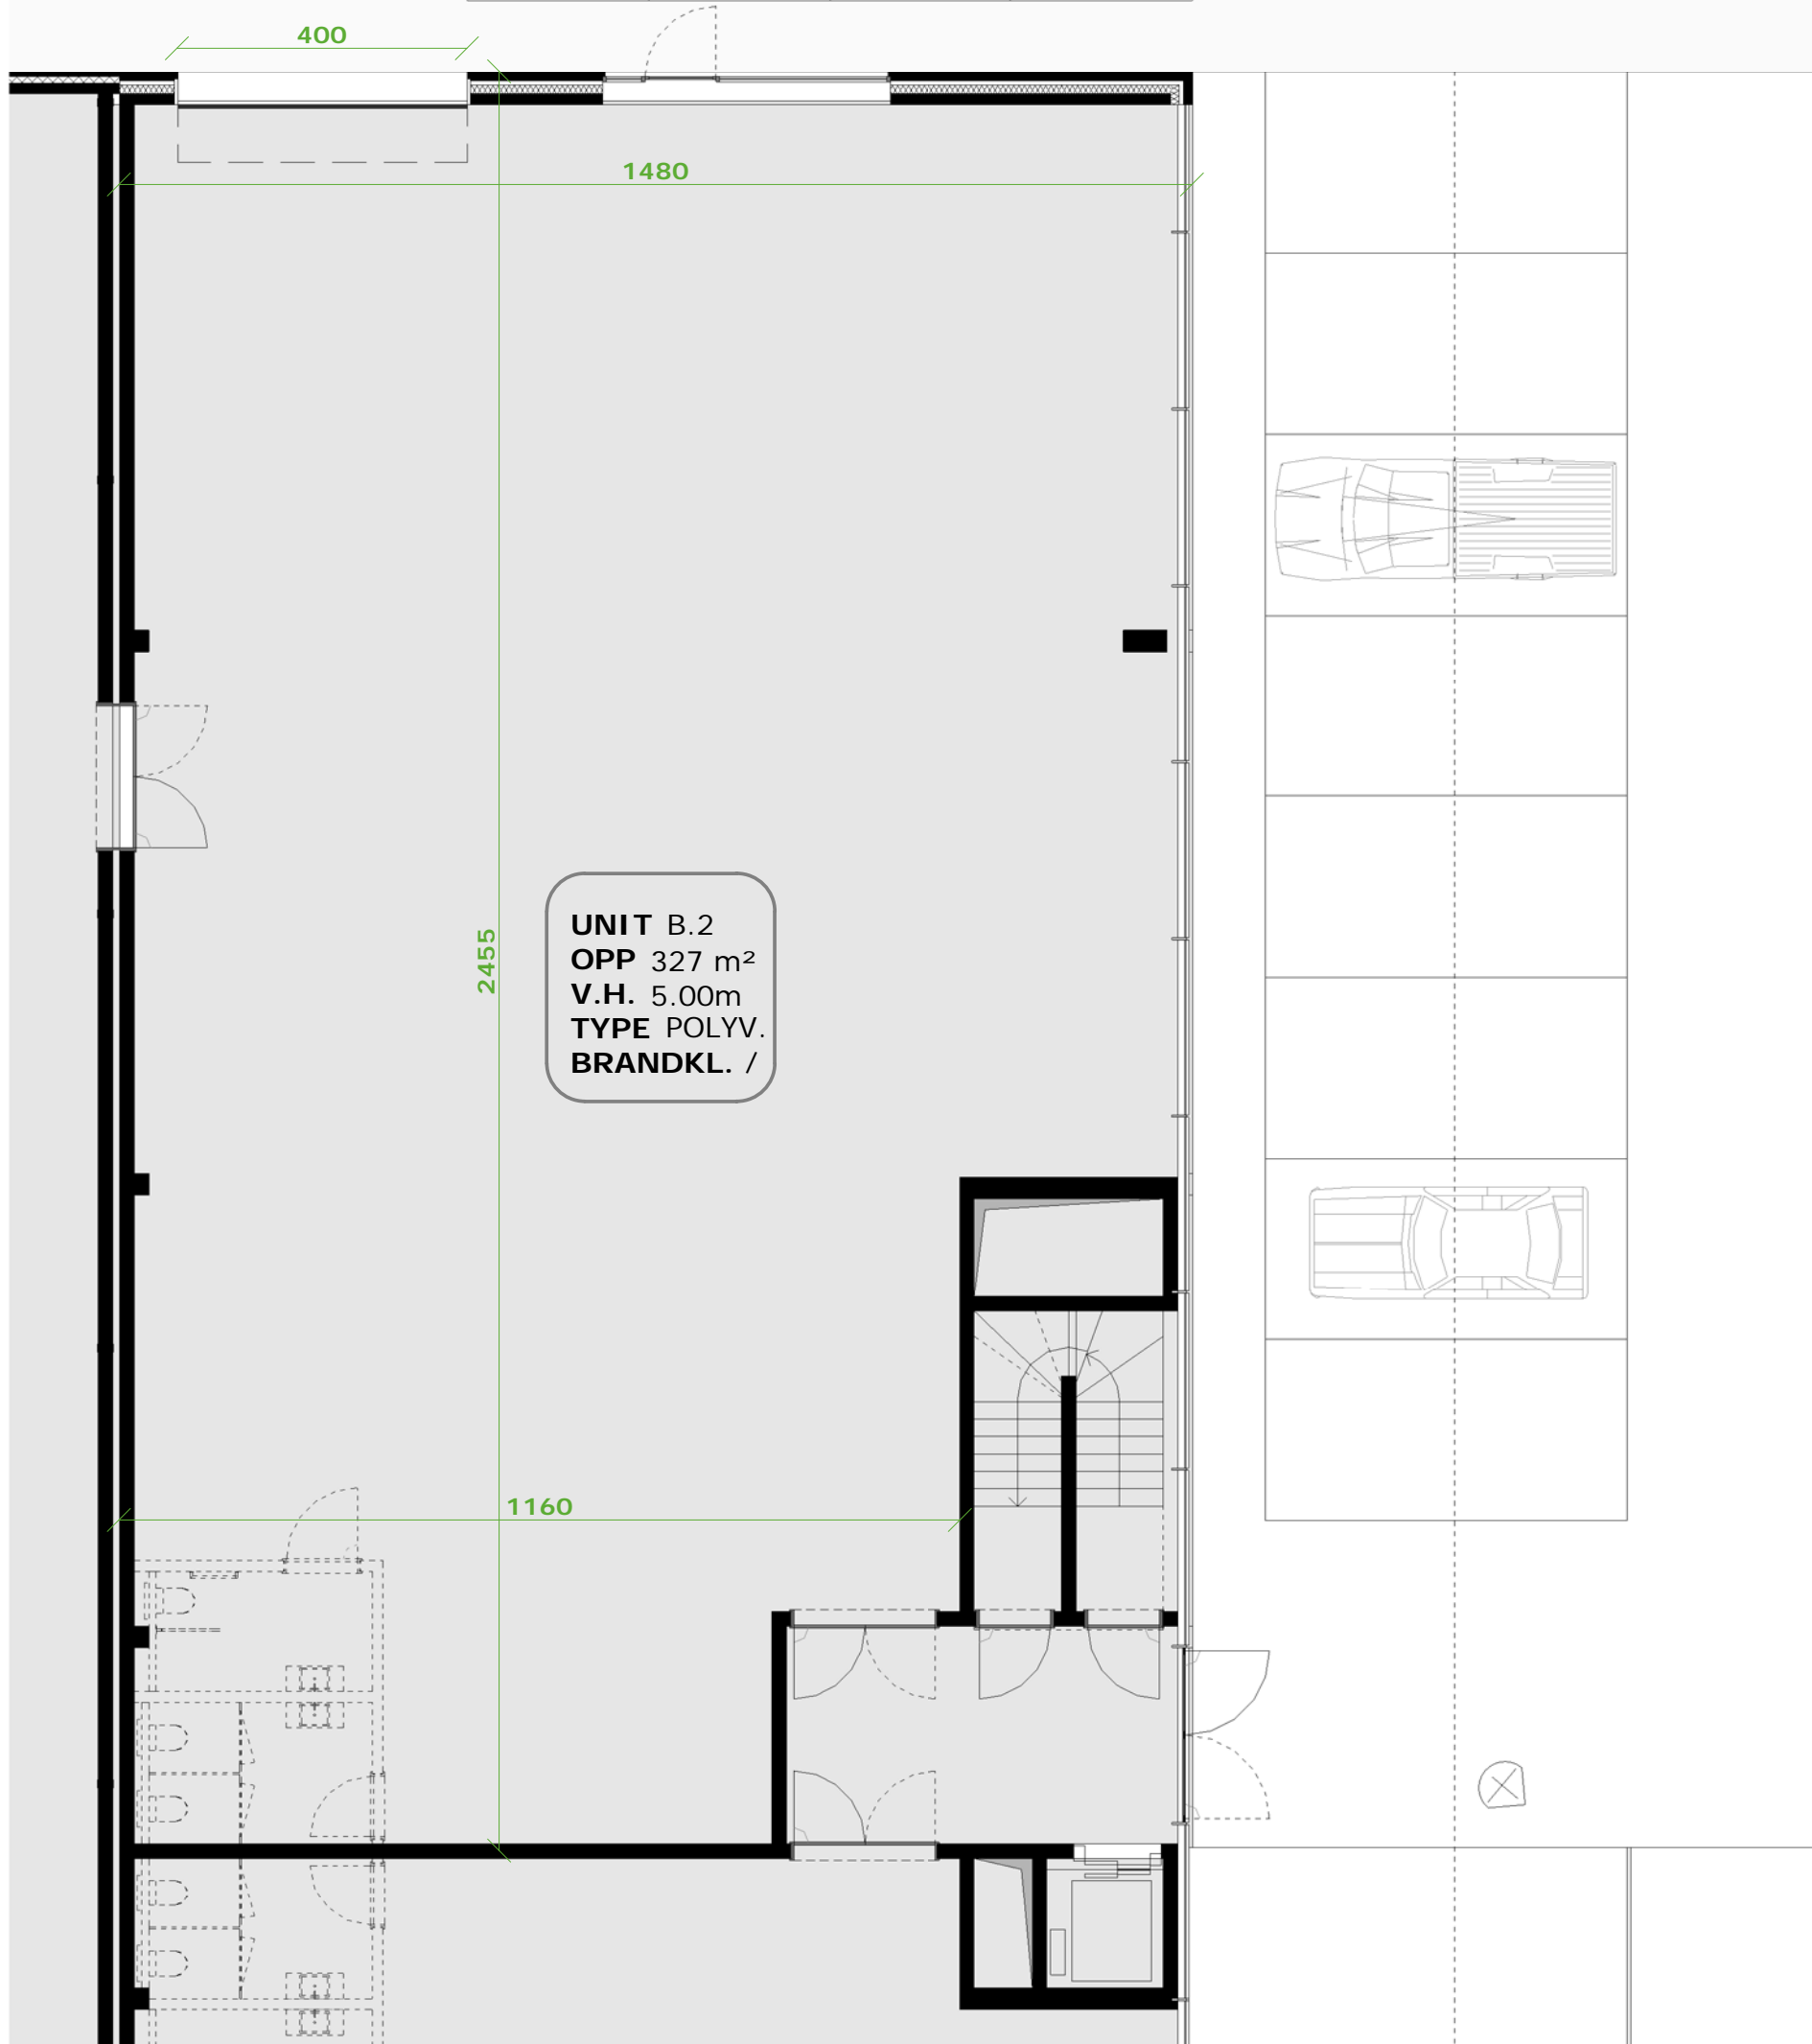 400
1480
2455
UNIT B.2
OPP 327 m²
V.H. 5.00m
TYPE POLYV.
BRANDKL. /
1160